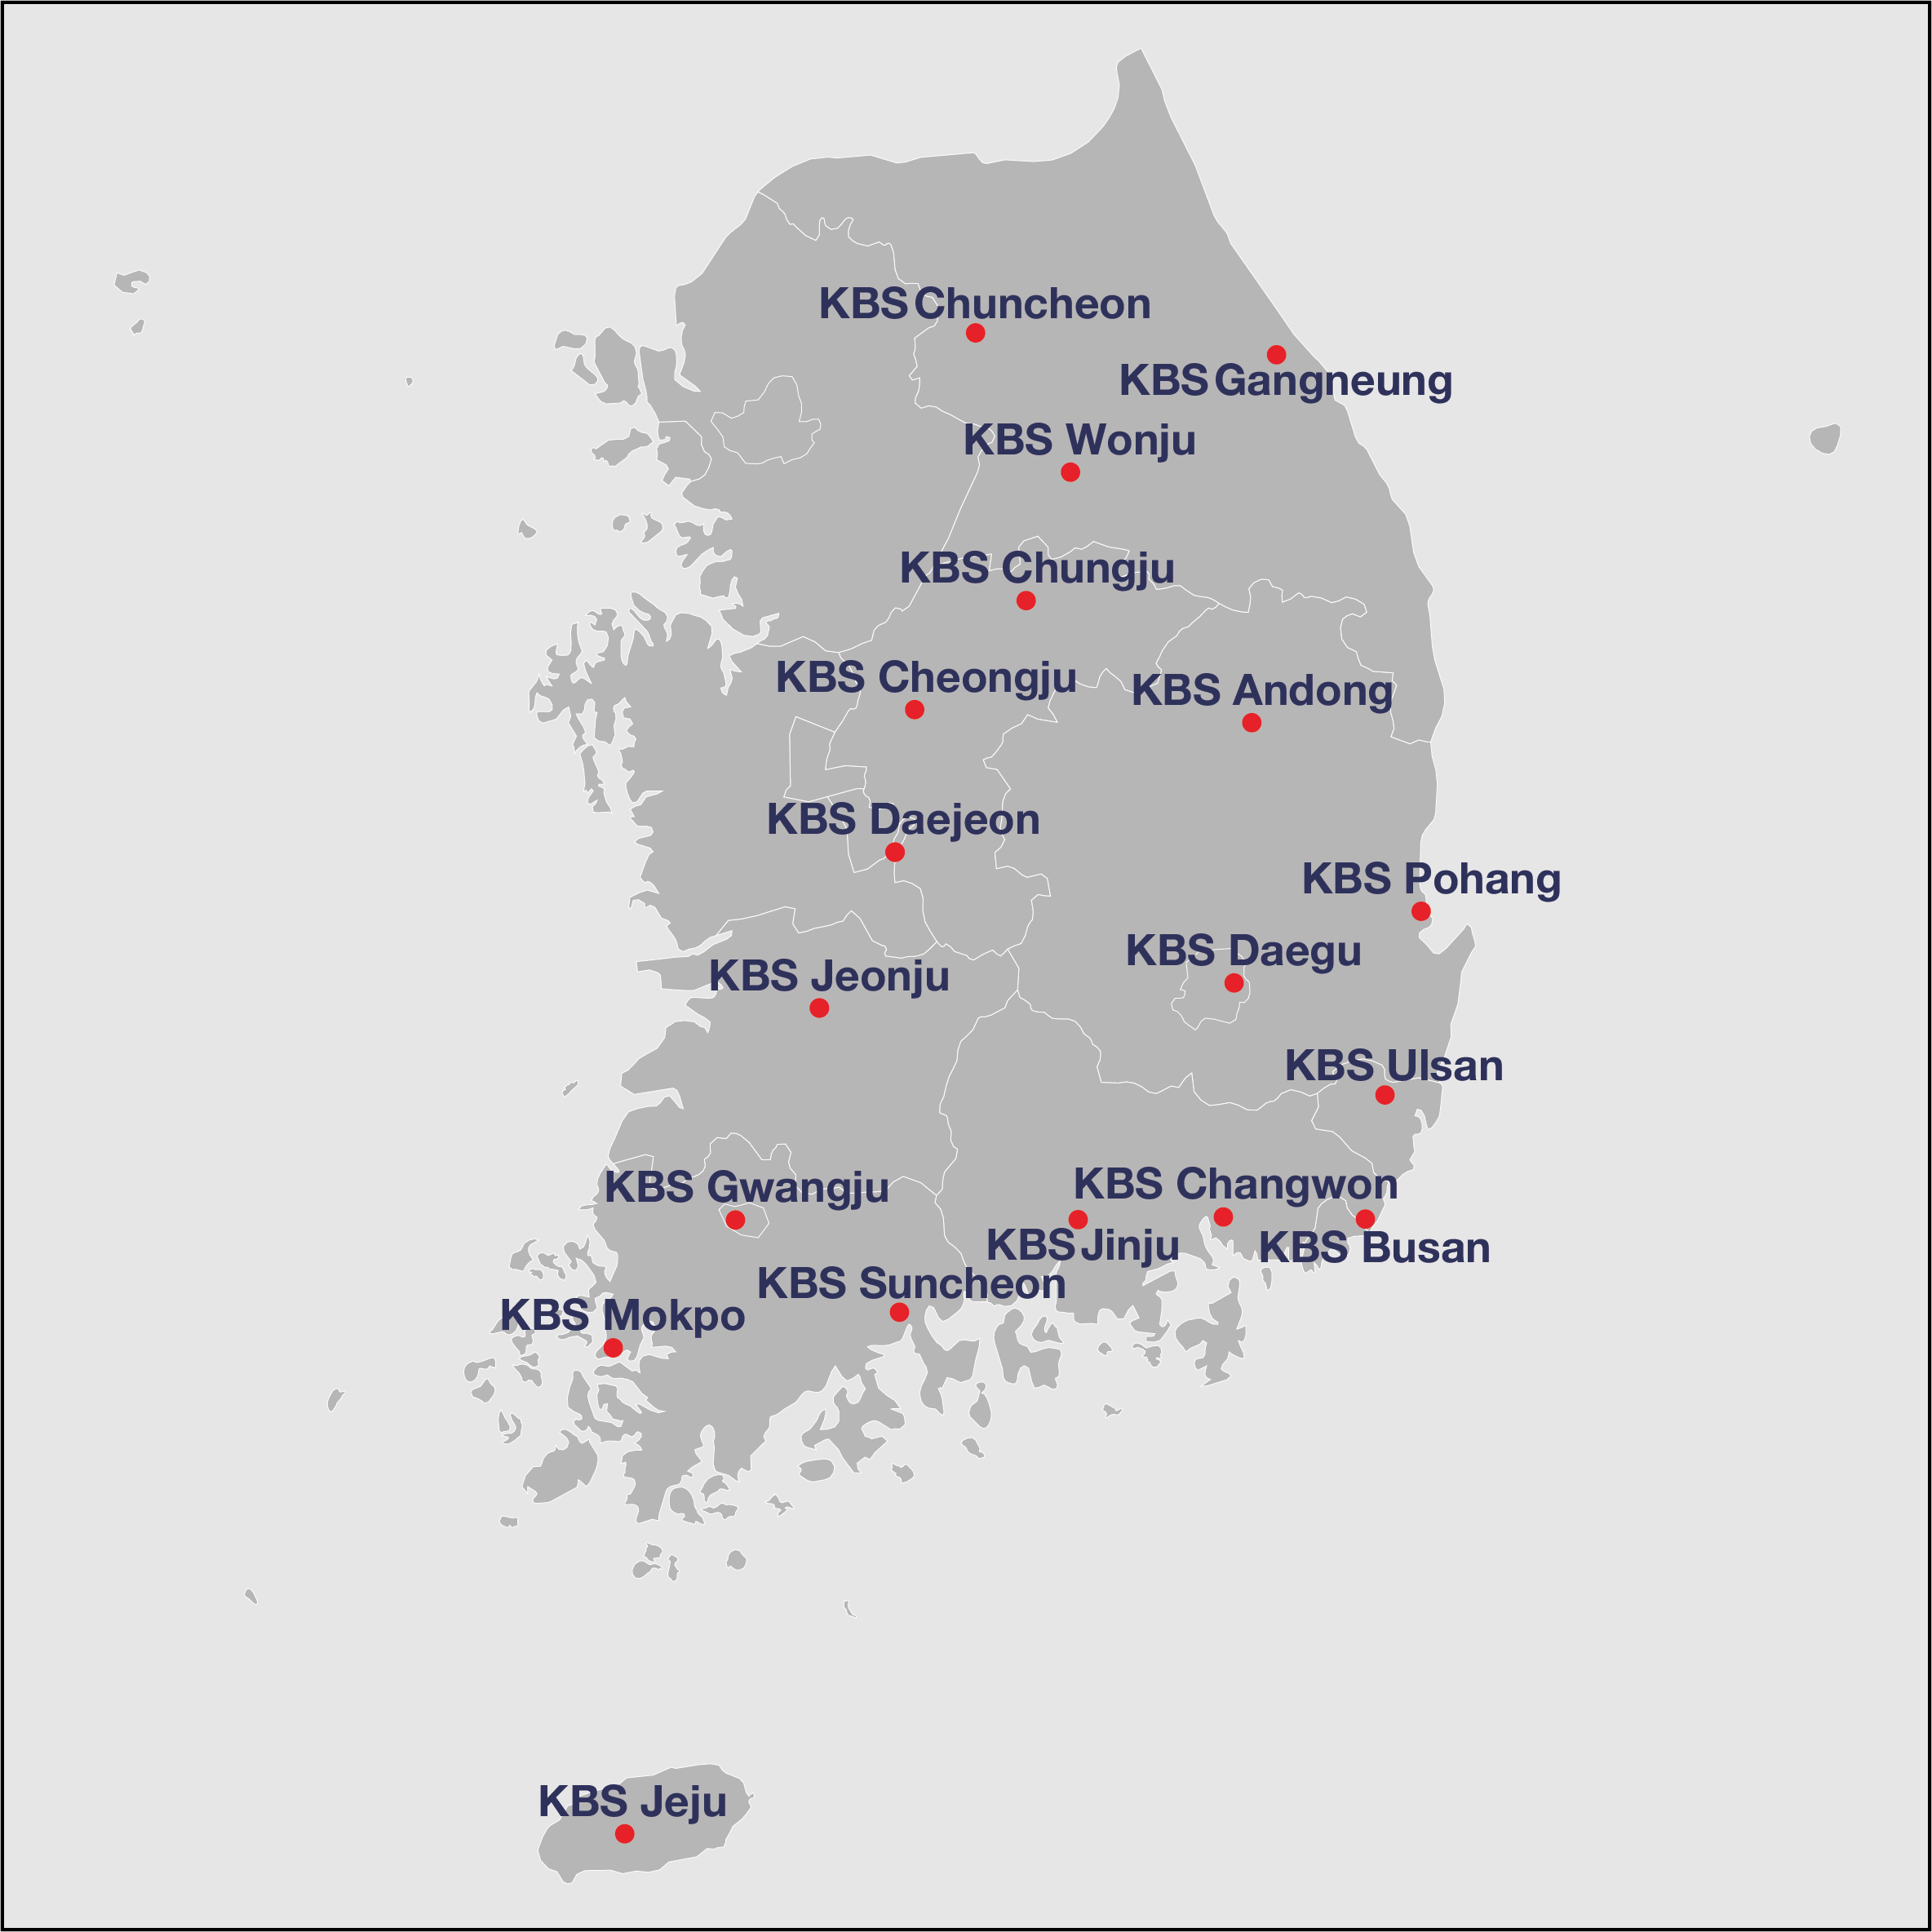 KBS Chuncheon
KBS Gangneung
KBS Wonju
KBS Chungju
KBS Cheongju
KBS Andong
KBS Daejeon
KBS Pohang
KBS Daegu
KBS Jeonju
KBS Ulsan
KBS Changwon
KBS Gwangju
KBS Jinju
KBS Busan
KBS Suncheon
KBS Mokpo
KBS Jeju